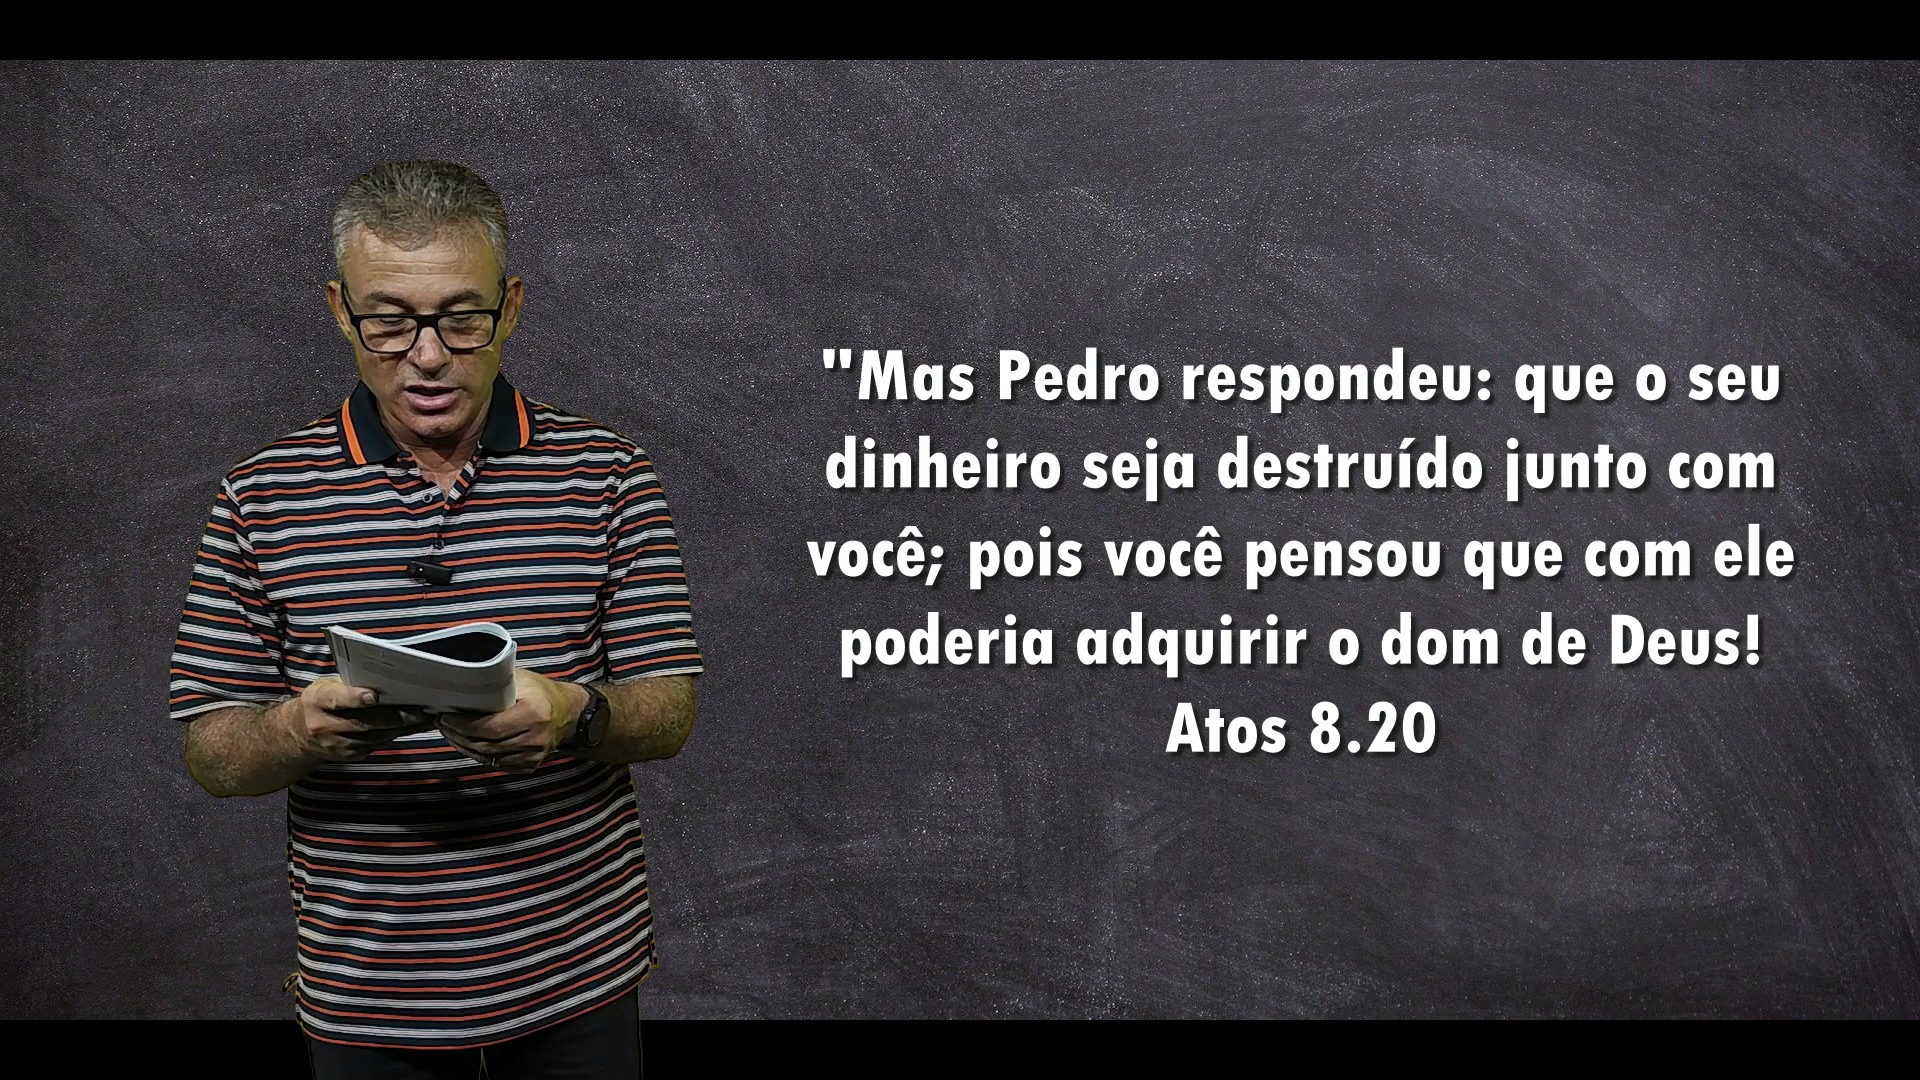 "Mas Pedro respondeu: que o seu
dinheiro seja destruído junto com
você; pois você pensou que com ele
poderia adquirir o dom de Deus!
Atos 8.20